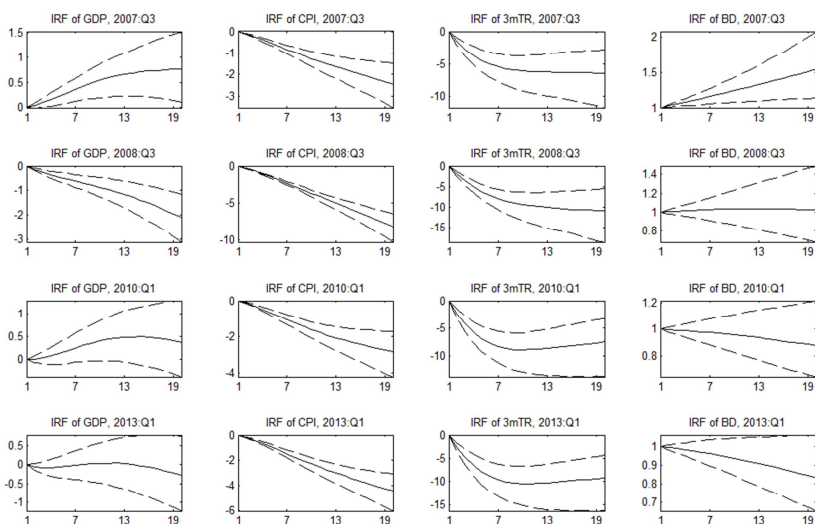 IRF of GDP, 2007:Q3 IRF of CPI, 2007:Q3 IRF of 3mTR, 2007:Q3 IRF of BD, 2007:Q3
1.5 0 0 2
1 -1 -5 1.5
0.5 -2 -10 1
0 -3
1 7 13 19 1 7 13 19 1 7 13 19 1 7 13 19
IRF of GDP, 2008:Q3 IRF of CPI, 2008:Q3 IRF of 3mTR, 2008:Q3 IRF of BD, 2008:Q3
0 0 0 1.4
-1 -5 -5 1.2
-2 -10 -10 1
-3 -15 0.8
1 7 13 19 1 7 13 19 1 7 13 19 1 7 13 19
IRF of GDP, 2010:Q1 IRF of CPI, 2010:Q1 IRF of 3mTR, 2010:Q1 IRF of BD, 2010:Q1
1 0 0 1.2
0.5 -2 -5 1
0 -4 -10 0.8
1 7 13 19 1 7 13 19 1 7 13 19 1 7 13 19
IRF of GDP, 2013:Q1 IRF of CPI, 2013:Q1 IRF of 3mTR, 2013:Q1 IRF of BD, 2013:Q1
0.5 0 0 1
0 -2 -5 0.9
-0.5 -4 -10 0.8
-1 -6 -15 0.7
1 7 13 19 1 7 13 19 1 7 13 19 1 7 13 19